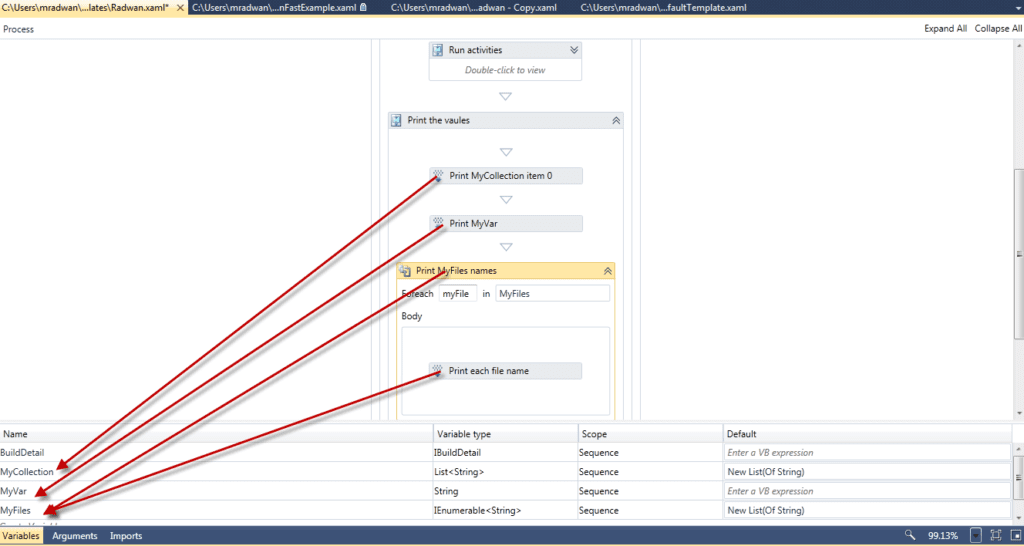 C:\Users\mradwan\...lates\Radwan.xaml* C:\Users\mradwan\...nFastExample.xaml C:\Users\mradwan\...adwan - Copy.xaml C:\Users\mradwan\...faultTemplate.xaml
Process Expand All Collapse All
Run activities
Double-click to view
Print the vaules
Print MyCollection item 0
Print MyVar
Print MyFiles names
Foreach myFile in MyFiles
Body
Print each file name
Name Variable type Scope Default
BuildDetail IBuildDetail Sequence Enter a VB expression
MyCollection List<String> Sequence New List(Of String)
MyVar String Sequence Enter a VB expression
MyFiles IEnumerable<String> Sequence New List(Of String)
Variables Arguments Imports 99.13%